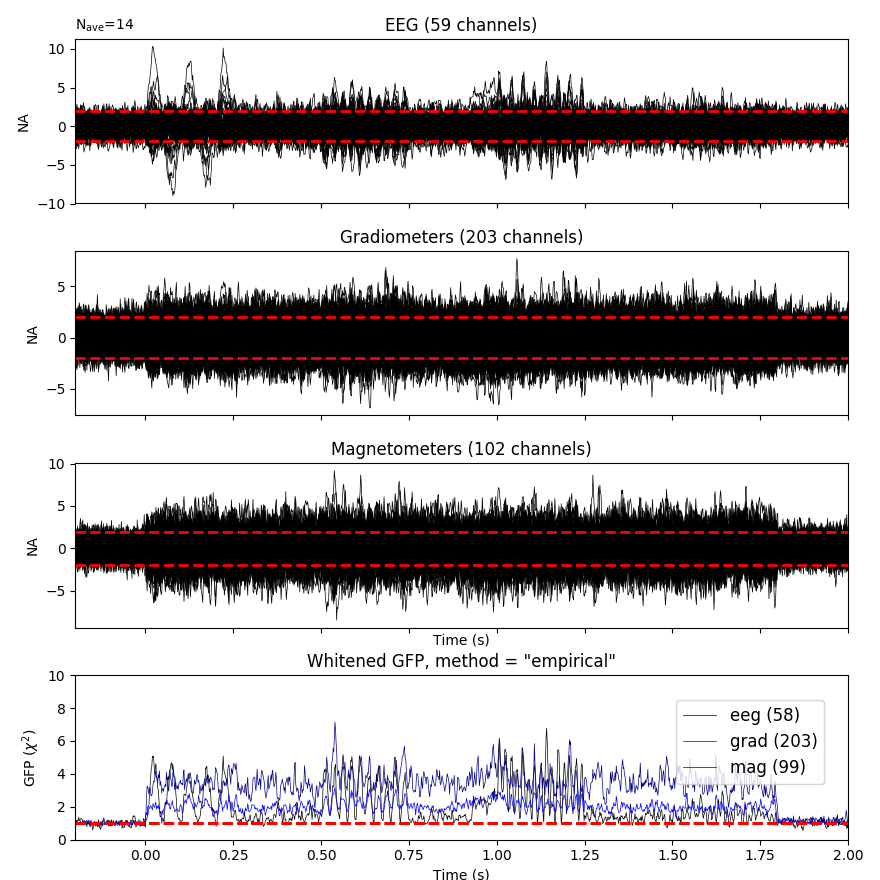 N_ave=14
EEG (59 channels)
10
5
0
−5
−10
NA
Gradiometers (203 channels)
5
0
−5
NA
Magnetometers (102 channels)
10
5
0
−5
NA
Time (s)
Whitened GFP, method = "empirical"
10
8
6
4
2
0
GFP (χ²)
eeg (58)
grad (203)
mag (99)
0.00 0.25 0.50 0.75 1.00 1.25 1.50 1.75 2.00
Time (s)